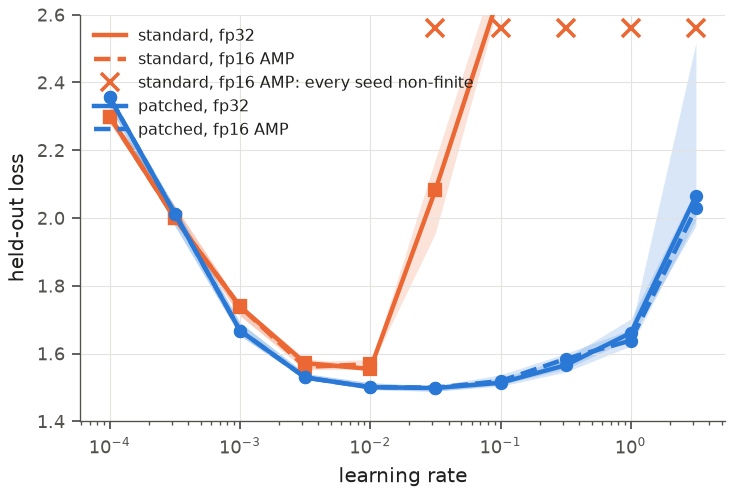 2.6
2.4
2.2
2.0
1.8
1.6
1.4
held-out loss
standard, fp32
standard, fp16 AMP
standard, fp16 AMP: every seed non-finite
patched, fp32
patched, fp16 AMP
10⁻⁴ 10⁻³ 10⁻² 10⁻¹ 10⁰
learning rate